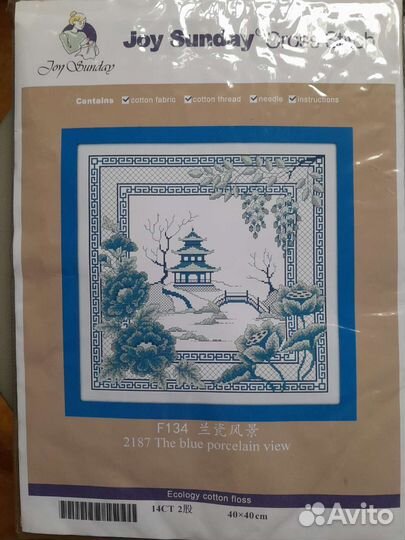 Joy Sunday® Cross Stitch
Joy Sunday
Contains cotton fabric cotton thread needle instructions
F134 兰瓷风景
2187 The blue porcelain view
Ecology cotton floss
14CT 2股 40×40cm
Avito